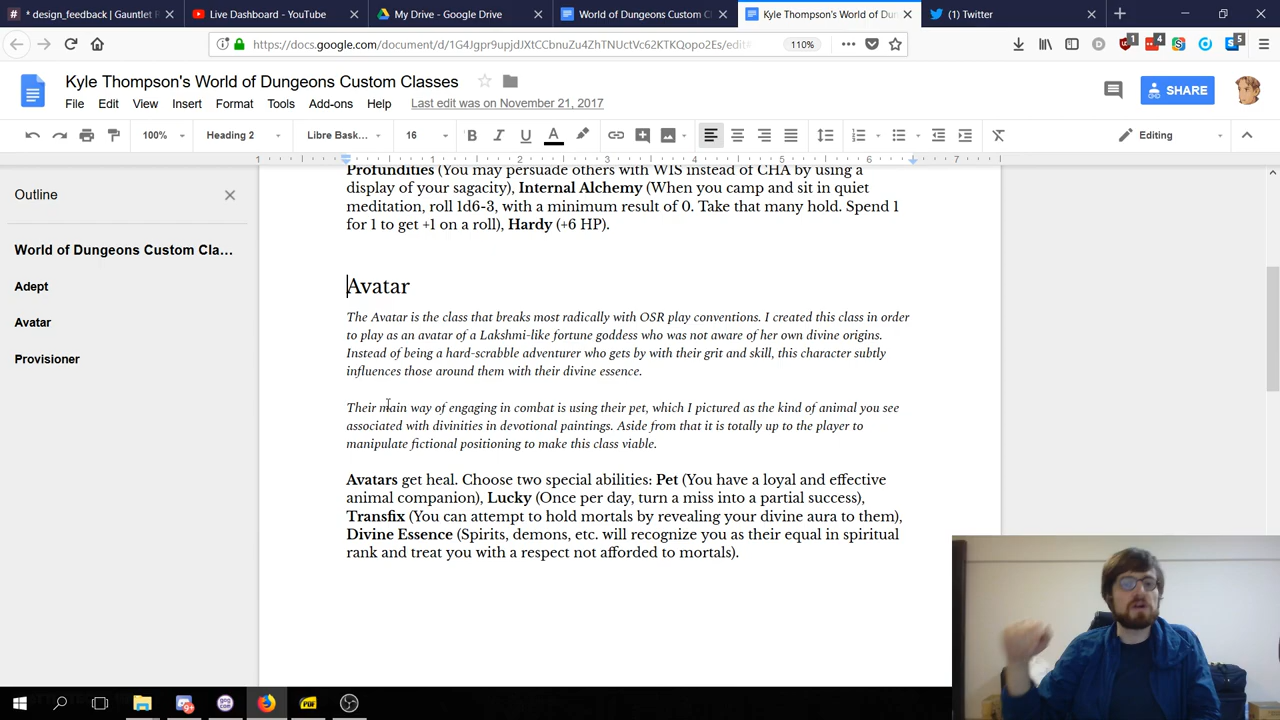 * design_feedback | Gauntlet F
Live Dashboard - YouTube
My Drive - Google Drive
World of Dungeons Custom C
Kyle Thompson's World of Dun
(1) Twitter
110%
1
4
5
Kyle Thompson's World of Dungeons Custom Classes
File Edit View Insert Format Tools Add-ons Help Last edit was on November 21, 2017
SHARE
100% Heading 2 Libre Bask... 16 B I U A Editing
1 1 2 3 4 5 6 7
Outline
World of Dungeons Custom Cla...
Adept
Avatar
Provisioner
Profundities (You may persuade others with WIS instead of CHA by using a
display of your sagacity), Internal Alchemy (When you camp and sit in quiet
meditation, roll 1d6-3, with a minimum result of 0. Take that many hold. Spend 1
for 1 to get +1 on a roll), Hardy (+6 HP).
Avatar
The Avatar is the class that breaks most radically with OSR play conventions. I created this class in order
to play as an avatar of a Lakshmi-like fortune goddess who was not aware of her own divine origins.
Instead of being a hard-scrabble adventurer who gets by with their grit and skill, this character subtly
influences those around them with their divine essence.
Their main way of engaging in combat is using their pet, which I pictured as the kind of animal you see
associated with divinities in devotional paintings. Aside from that it is totally up to the player to
manipulate fictional positioning to make this class viable.
Avatars get heal. Choose two special abilities: Pet (You have a loyal and effective
animal companion), Lucky (Once per day, turn a miss into a partial success),
Transfix (You can attempt to hold mortals by revealing your divine aura to them),
Divine Essence (Spirits, demons, etc. will recognize you as their equal in spiritual
rank and treat you with a respect not afforded to mortals).